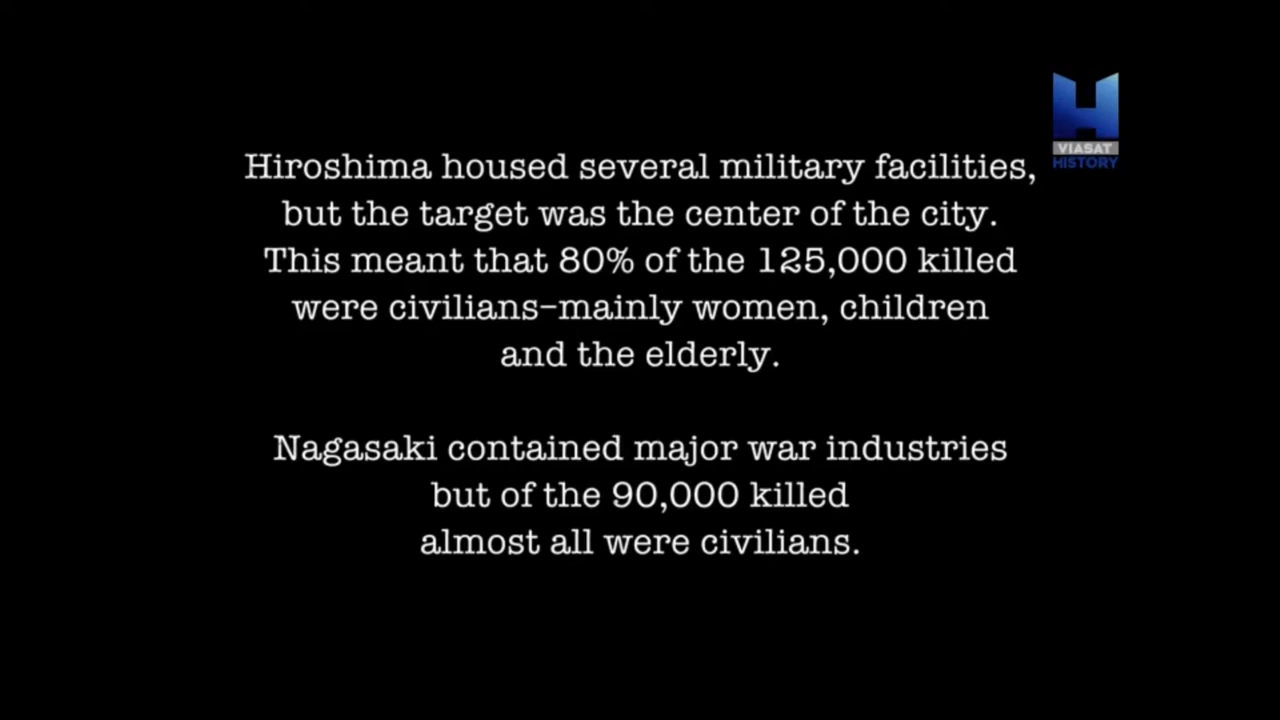 VIASAT
HISTORY
Hiroshima housed several military facilities,
but the target was the center of the city.
This meant that 80% of the 125,000 killed
were civilians–mainly women, children
and the elderly.
Nagasaki contained major war industries
but of the 90,000 killed
almost all were civilians.